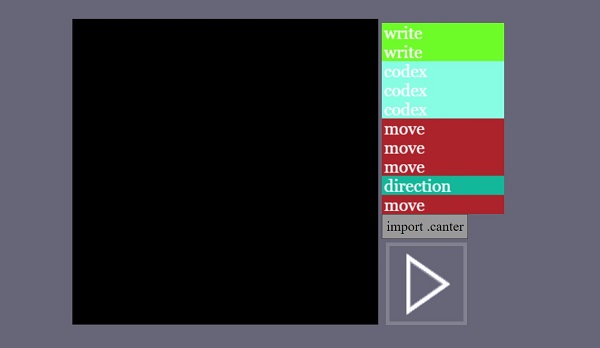 write
write
codex
codex
codex
move
move
move
direction
move
import .canter